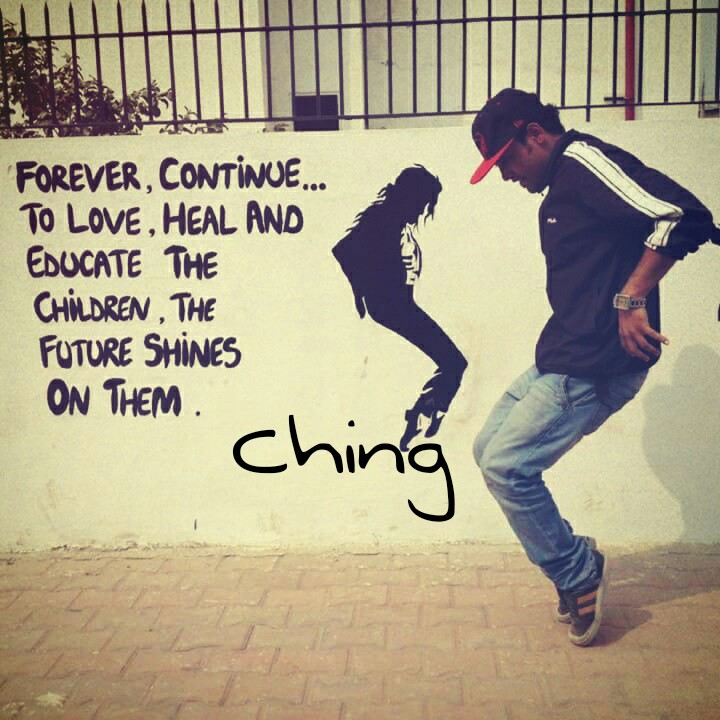 FOREVER, CONTINUE...
TO LOVE, HEAL AND
EDUCATE THE
CHILDREN, THE
FUTURE SHINES
ON THEM.
ching